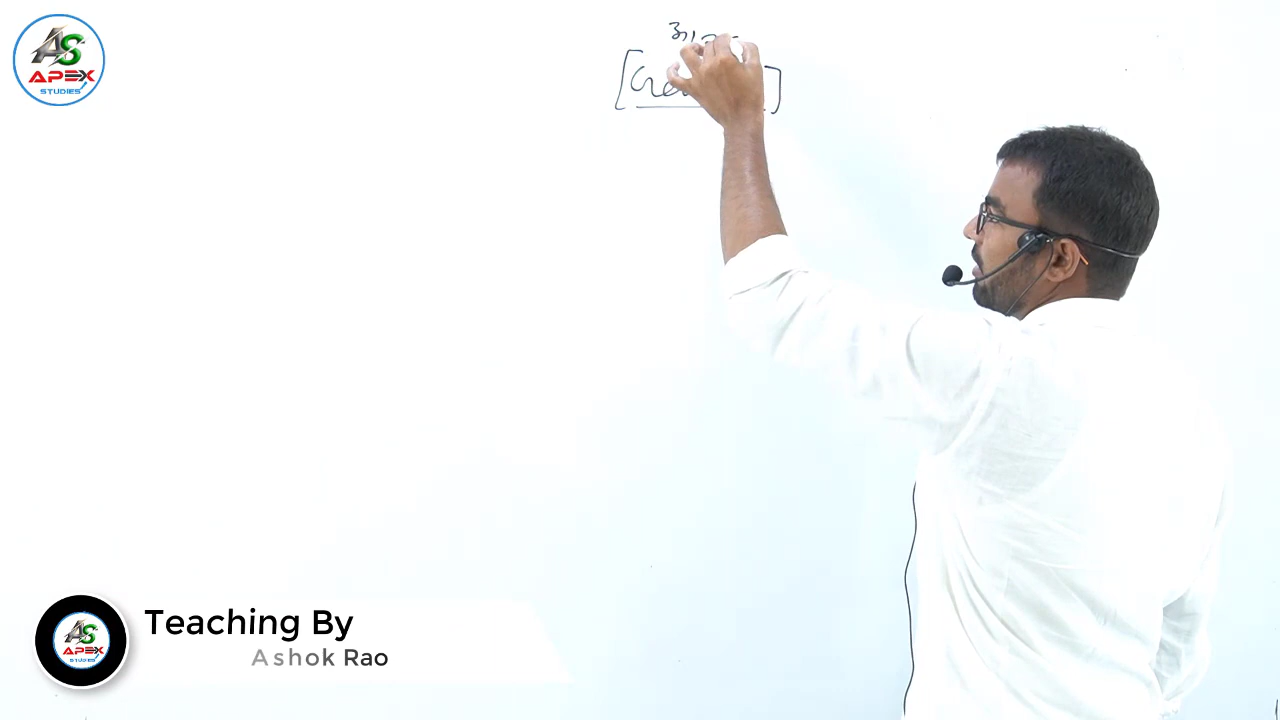 AS
APEX
STUDIES
Teaching By
Ashok Rao
AS
APEX
STUDIES